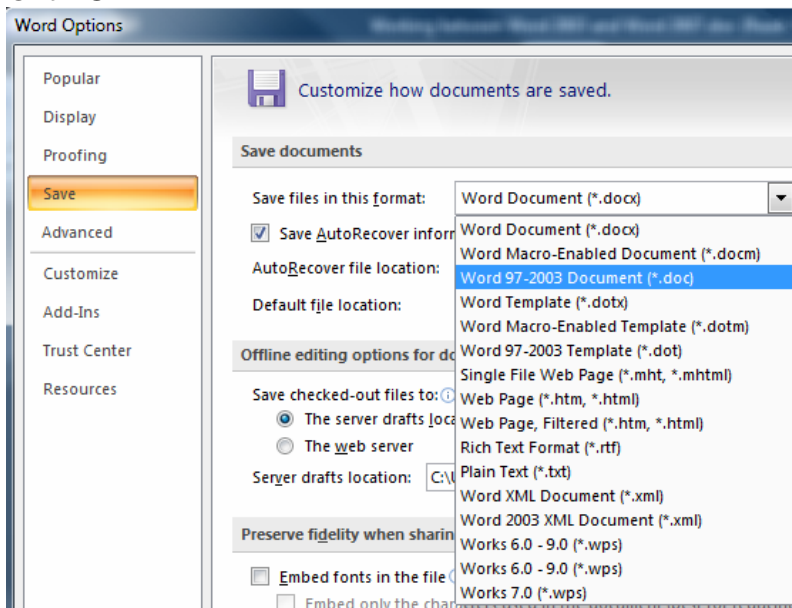 Word Options
Popular
Display
Proofing
Save
Advanced
Customize
Add-Ins
Trust Center
Resources
Customize how documents are saved.
Save documents
Save files in this format: Word Document (*.docx)
Save AutoRecover inforr
AutoRecover file location:
Default file location:
Word Document (*.docx)
Word Macro-Enabled Document (*.docm)
Word 97-2003 Document (*.doc)
Word Template (*.dotx)
Word Macro-Enabled Template (*.dotm)
Word 97-2003 Template (*.dot)
Single File Web Page (*.mht, *.mhtml)
Web Page (*.htm, *.html)
Web Page, Filtered (*.htm, *.html)
Rich Text Format (*.rtf)
Plain Text (*.txt)
Word XML Document (*.xml)
Word 2003 XML Document (*.xml)
Works 6.0 - 9.0 (*.wps)
Works 6.0 - 9.0 (*.wps)
Works 7.0 (*.wps)
Offline editing options for do
Save checked-out files to:
The server drafts loca
The web server
Server drafts location: C:\U
Preserve fidelity when sharin
Embed fonts in the file
Embed only the char